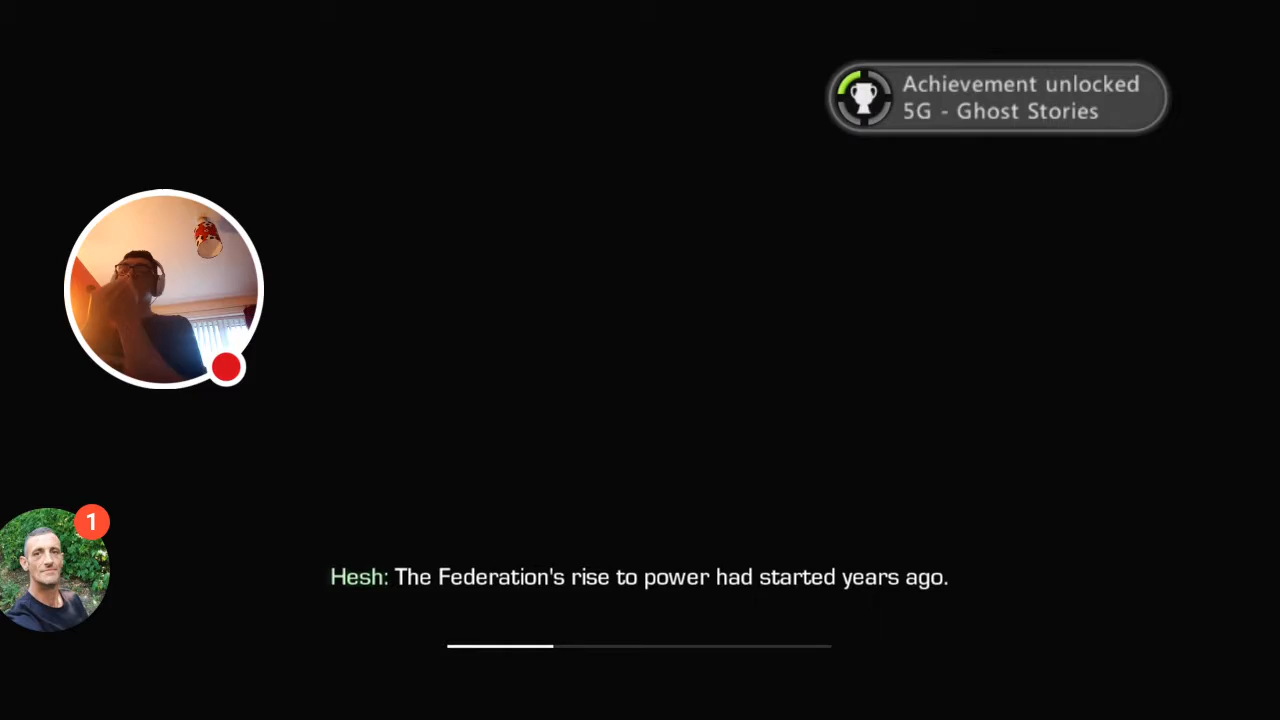 Achievement unlocked
5G - Ghost Stories
1
Hesh: The Federation's rise to power had started years ago.